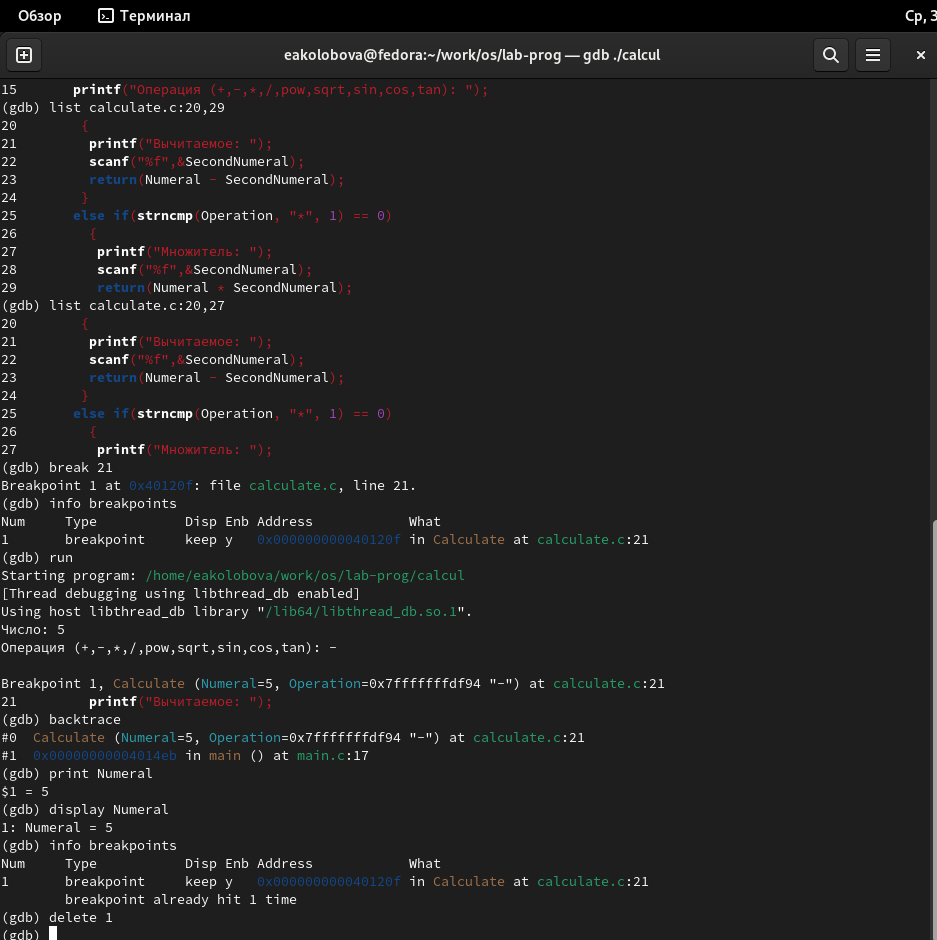 Обзор Терминал Ср, 3
eakolobova@fedora:~/work/os/lab-prog — gdb ./calcul
15 printf("Операция (+,-,*,/,pow,sqrt,sin,cos,tan): ");
(gdb) list calculate.c:20,29
20 {
21 printf("Вычитаемое: ");
22 scanf("%f",&SecondNumeral);
23 return(Numeral - SecondNumeral);
24 }
25 else if(strncmp(Operation, "*", 1) == 0)
26 {
27 printf("Множитель: ");
28 scanf("%f",&SecondNumeral);
29 return(Numeral * SecondNumeral);
(gdb) list calculate.c:20,27
20 {
21 printf("Вычитаемое: ");
22 scanf("%f",&SecondNumeral);
23 return(Numeral - SecondNumeral);
24 }
25 else if(strncmp(Operation, "*", 1) == 0)
26 {
27 printf("Множитель: ");
(gdb) break 21
Breakpoint 1 at 0x40120f: file calculate.c, line 21.
(gdb) info breakpoints
Num Type Disp Enb Address What
1 breakpoint keep y 0x000000000040120f in Calculate at calculate.c:21
(gdb) run
Starting program: /home/eakolobova/work/os/lab-prog/calcul
[Thread debugging using libthread_db enabled]
Using host libthread_db library "/lib64/libthread_db.so.1".
Число: 5
Операция (+,-,*,/,pow,sqrt,sin,cos,tan): -
Breakpoint 1, Calculate (Numeral=5, Operation=0x7fffffffdf94 "-") at calculate.c:21
21 printf("Вычитаемое: ");
(gdb) backtrace
#0 Calculate (Numeral=5, Operation=0x7fffffffdf94 "-") at calculate.c:21
#1 0x00000000004014eb in main () at main.c:17
(gdb) print Numeral
$1 = 5
(gdb) display Numeral
1: Numeral = 5
(gdb) info breakpoints
Num Type Disp Enb Address What
1 breakpoint keep y 0x000000000040120f in Calculate at calculate.c:21
breakpoint already hit 1 time
(gdb) delete 1
(gdb)